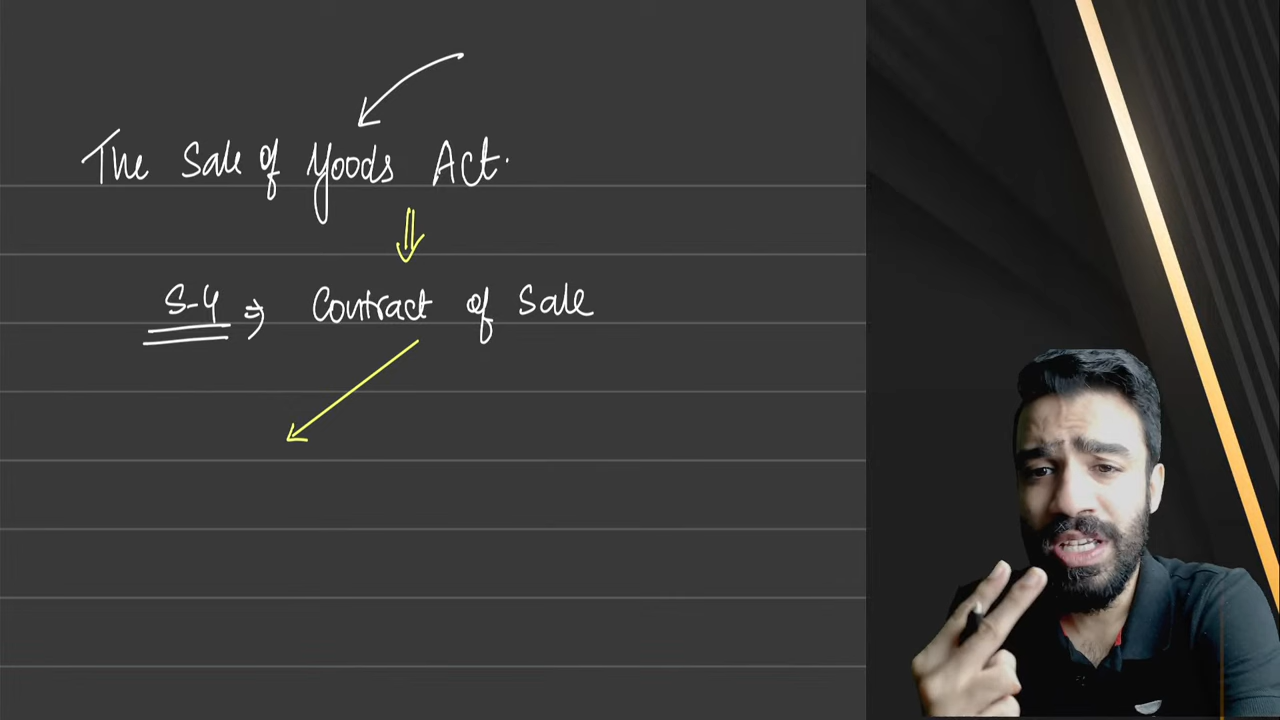 The Sale of Goods Act.
S-4 ⇒ Contract of Sale